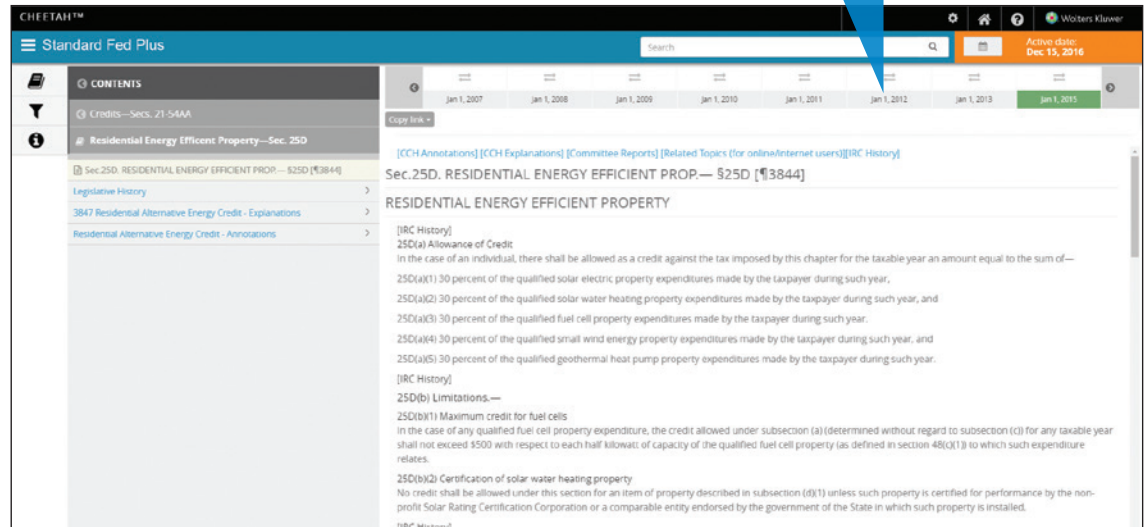 CHEETAH™
Wolters Kluwer
Standard Fed Plus
Search
Active date:
Dec 15, 2016
CONTENTS
Credits—Secs. 21-54AA
Residential Energy Efficent Property—Sec. 25D
Sec.25D. RESIDENTIAL ENERGY EFFICIENT PROP.— §25D [¶3844]
Legislative History
3847 Residential Alternative Energy Credit - Explanations
Residential Alternative Energy Credit - Annotations
Jan 1, 2007
Jan 1, 2008
Jan 1, 2009
Jan 1, 2010
Jan 1, 2011
Jan 1, 2012
Jan 1, 2013
Jan 1, 2015
Copy link
[CCH Annotations] [CCH Explanations] [Committee Reports] [Related Topics (for online/internet users)][IRC History]
Sec.25D. RESIDENTIAL ENERGY EFFICIENT PROP.— §25D [¶3844]
RESIDENTIAL ENERGY EFFICIENT PROPERTY
[IRC History]
25D(a) Allowance of Credit
In the case of an individual, there shall be allowed as a credit against the tax imposed by this chapter for the taxable year an amount equal to the sum of—
25D(a)(1) 30 percent of the qualified solar electric property expenditures made by the taxpayer during such year,
25D(a)(2) 30 percent of the qualified solar water heating property expenditures made by the taxpayer during such year, and
25D(a)(3) 30 percent of the qualified fuel cell property expenditures made by the taxpayer during such year.
25D(a)(4) 30 percent of the qualified small wind energy property expenditures made by the taxpayer during such year, and
25D(a)(5) 30 percent of the qualified geothermal heat pump property expenditures made by the taxpayer during such year.
[IRC History]
25D(b) Limitations.—
25D(b)(1) Maximum credit for fuel cells
In the case of any qualified fuel cell property expenditure, the credit allowed under subsection (a) (determined without regard to subsection (c)) for any taxable year
shall not exceed $500 with respect to each half kilowatt of capacity of the qualified fuel cell property (as defined in section 48(c)(1)) to which such expenditure
relates.
25D(b)(2) Certification of solar water heating property
No credit shall be allowed under this section for an item of property described in subsection (d)(1) unless such property is certified for performance by the non-
profit Solar Rating Certification Corporation or a comparable entity endorsed by the government of the State in which such property is installed.
[IRC History]